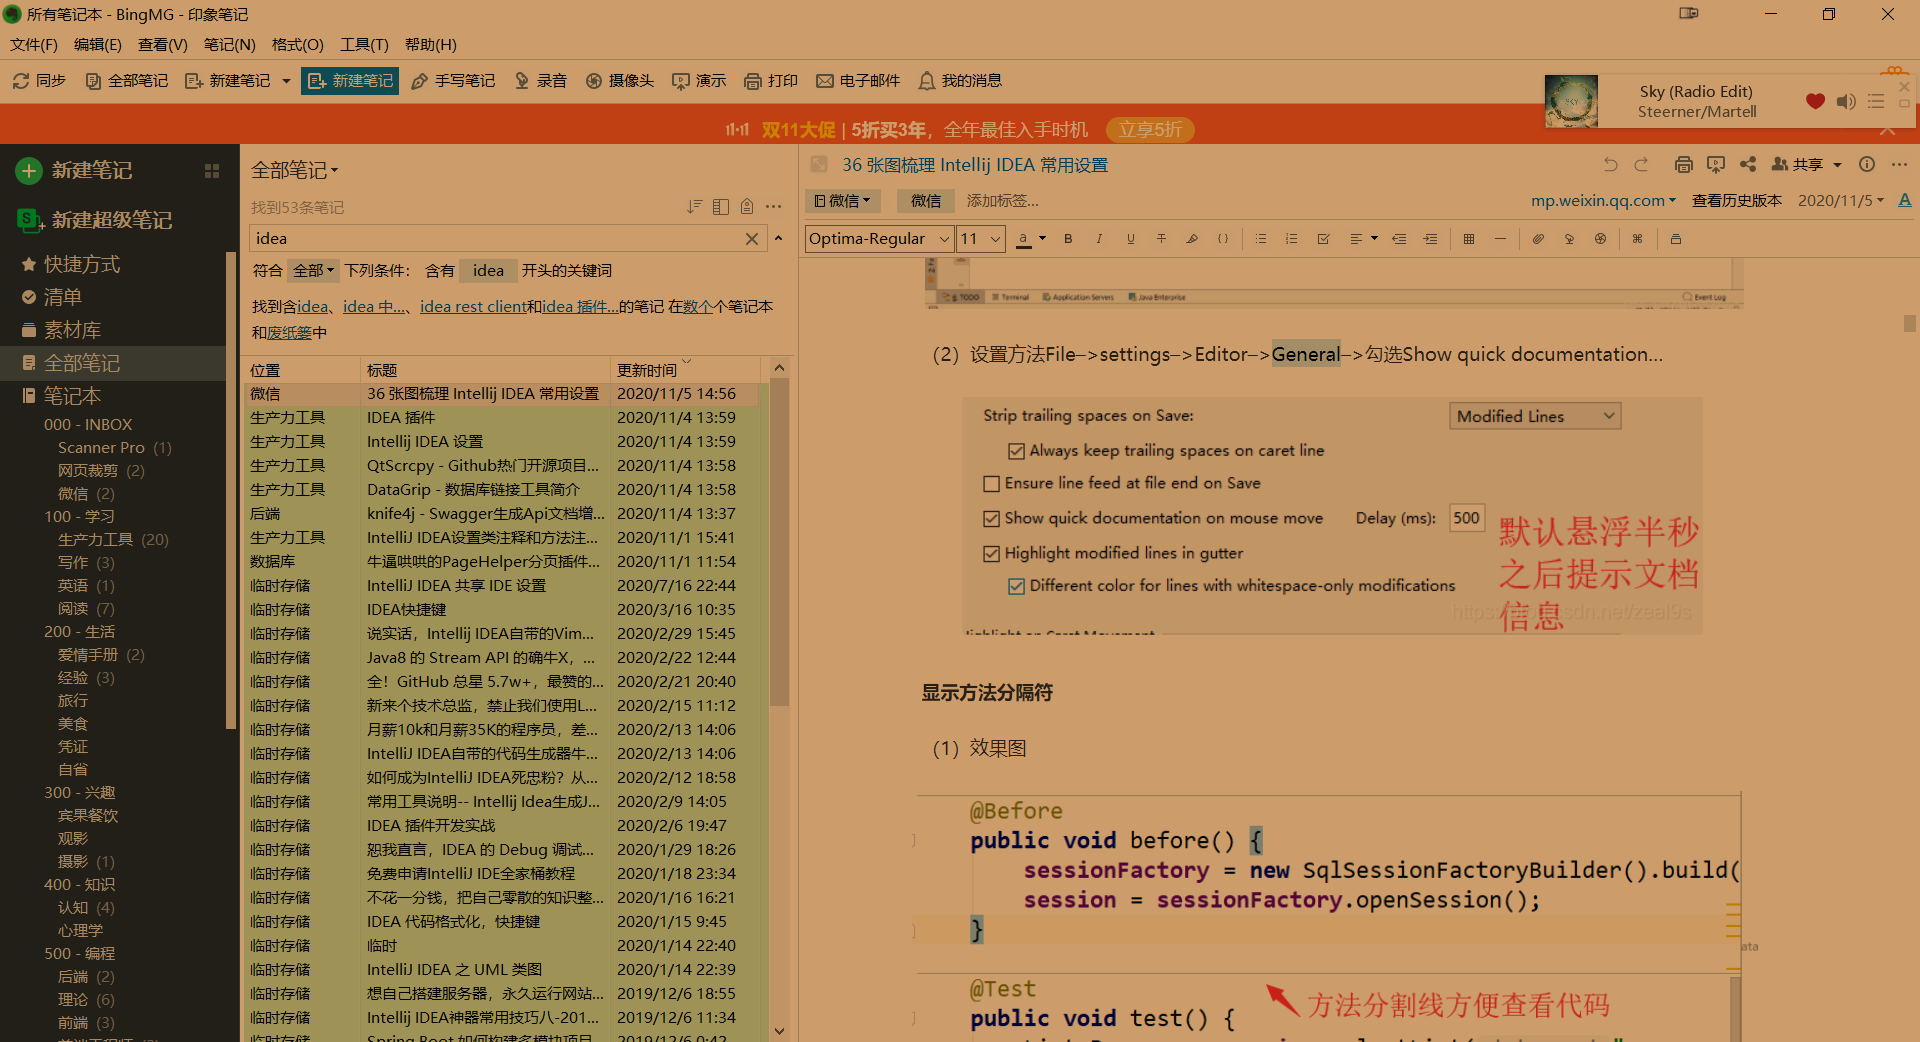 所有笔记本 - BingMG - 印象笔记
文件(F) 编辑(E) 查看(V) 笔记(N) 格式(O) 工具(T) 帮助(H)
同步 全部笔记 新建笔记 新建笔记 手写笔记 录音 摄像头 演示 打印 电子邮件 我的消息
Sky (Radio Edit)
Steerner/Martell
11·11 双11大促 | 5折买3年，全年最佳入手时机 立享5折
新建笔记
新建超级笔记
快捷方式
清单
素材库
全部笔记
笔记本
000 - INBOX
Scanner Pro (1)
网页裁剪 (2)
微信 (2)
100 - 学习
生产力工具 (20)
写作 (3)
英语 (1)
阅读 (7)
200 - 生活
爱情手册 (2)
经验 (3)
旅行
美食
凭证
自省
300 - 兴趣
宾果餐饮
观影
摄影 (1)
400 - 知识
认知 (4)
心理学
500 - 编程
后端 (2)
理论 (6)
前端 (3)
全部笔记
找到53条笔记
idea
符合 全部 下列条件： 含有 idea 开头的关键词
找到含idea、idea 中...、idea rest client和idea 插件...的笔记 在数个个笔记本
和废纸篓中
位置 标题 更新时间
微信 36 张图梳理 Intellij IDEA 常用设置 2020/11/5 14:56
生产力工具 IDEA 插件 2020/11/4 13:59
生产力工具 Intellij IDEA 设置 2020/11/4 13:59
生产力工具 QtScrcpy - Github热门开源项目... 2020/11/4 13:58
生产力工具 DataGrip - 数据库链接工具简介 2020/11/4 13:58
后端 knife4j - Swagger生成Api文档增... 2020/11/4 13:37
生产力工具 IntelliJ IDEA设置类注释和方法注... 2020/11/1 15:41
数据库 牛逼哄哄的PageHelper分页插件... 2020/11/1 11:54
临时存储 IntelliJ IDEA 共享 IDE 设置 2020/7/16 22:44
临时存储 IDEA快捷键 2020/3/16 10:35
临时存储 说实话，Intellij IDEA自带的Vim... 2020/2/29 15:45
临时存储 Java8 的 Stream API 的确牛X，... 2020/2/22 12:44
临时存储 全！GitHub 总星 5.7w+，最赞的... 2020/2/21 20:40
临时存储 新来个技术总监，禁止我们使用L... 2020/2/15 11:12
临时存储 月薪10k和月薪35K的程序员，差... 2020/2/13 14:06
临时存储 IntelliJ IDEA自带的代码生成器牛... 2020/2/13 14:06
临时存储 如何成为IntelliJ IDEA死忠粉？从... 2020/2/12 18:58
临时存储 常用工具说明-- Intellij Idea生成J... 2020/2/9 14:05
临时存储 IDEA 插件开发实战 2020/2/6 19:47
临时存储 恕我直言，IDEA 的 Debug 调试... 2020/1/29 18:26
临时存储 免费申请IntelliJ IDE全家桶教程 2020/1/18 23:34
临时存储 不花一分钱，把自己零散的知识整... 2020/1/16 16:21
临时存储 IDEA 代码格式化，快捷键 2020/1/15 9:45
临时存储 临时 2020/1/14 22:40
临时存储 IntelliJ IDEA 之 UML 类图 2020/1/14 22:39
临时存储 想自己搭建服务器，永久运行网站... 2019/12/6 18:55
临时存储 Intellij IDEA神器常用技巧八-201... 2019/12/6 11:34
临时存储 Spring Boot 如何构建多模块项目 2019/12/6 0:42
36 张图梳理 Intellij IDEA 常用设置
共享
微信 微信 添加标签...
mp.weixin.qq.com 查看历史版本 2020/11/5
Optima-Regular 11
TODO Terminal Application Servers Java Enterprise Event Log
（2）设置方法File–>settings–>Editor–>General–>勾选Show quick documentation…
Strip trailing spaces on Save: Modified Lines
Always keep trailing spaces on caret line
Ensure line feed at file end on Save
Show quick documentation on mouse move Delay (ms): 500
Highlight modified lines in gutter
Different color for lines with whitespace-only modifications
默认悬浮半秒
之后提示文档
信息
显示方法分隔符
（1）效果图
@Before
public void before() {
sessionFactory = new SqlSessionFactoryBuilder().build(
session = sessionFactory.openSession();
}
ata
@Test
方法分割线方便查看代码
public void test() {